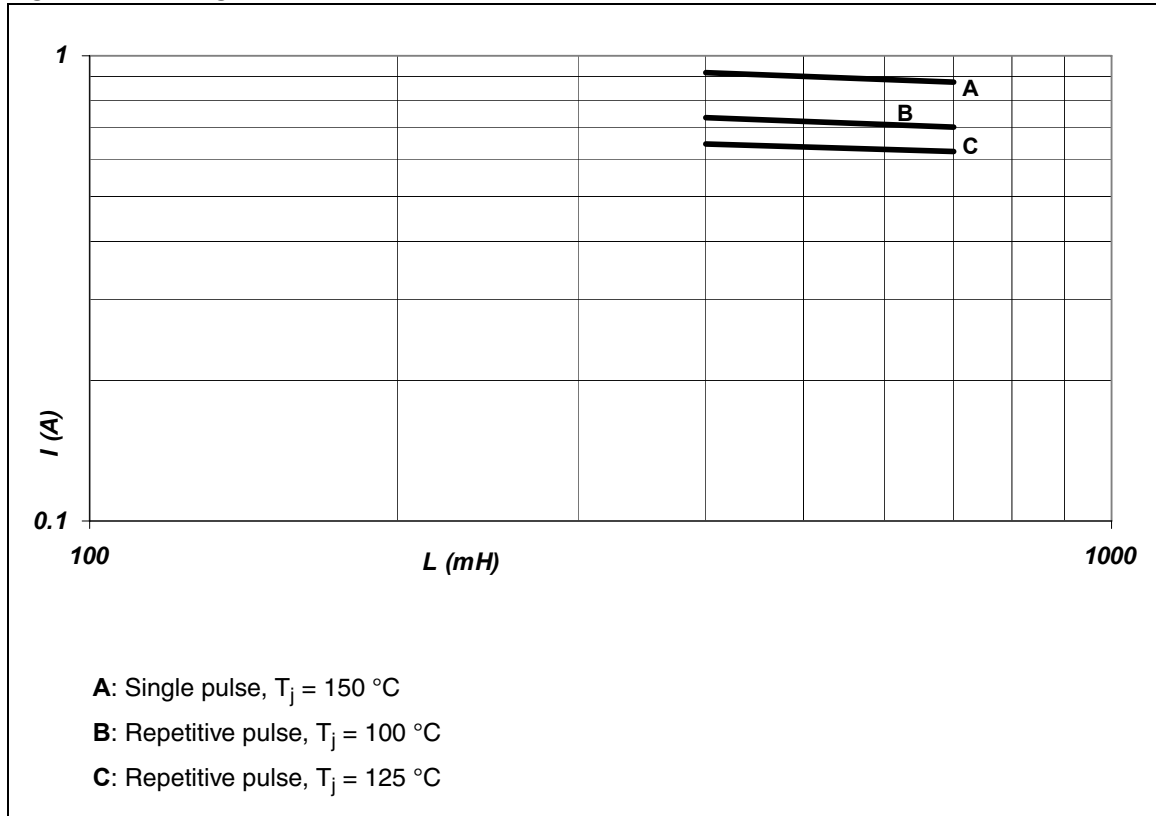 1
A
B
C
I (A)
0.1
100
L (mH)
1000
A: Single pulse, Tj = 150 °C
B: Repetitive pulse, Tj = 100 °C
C: Repetitive pulse, Tj = 125 °C